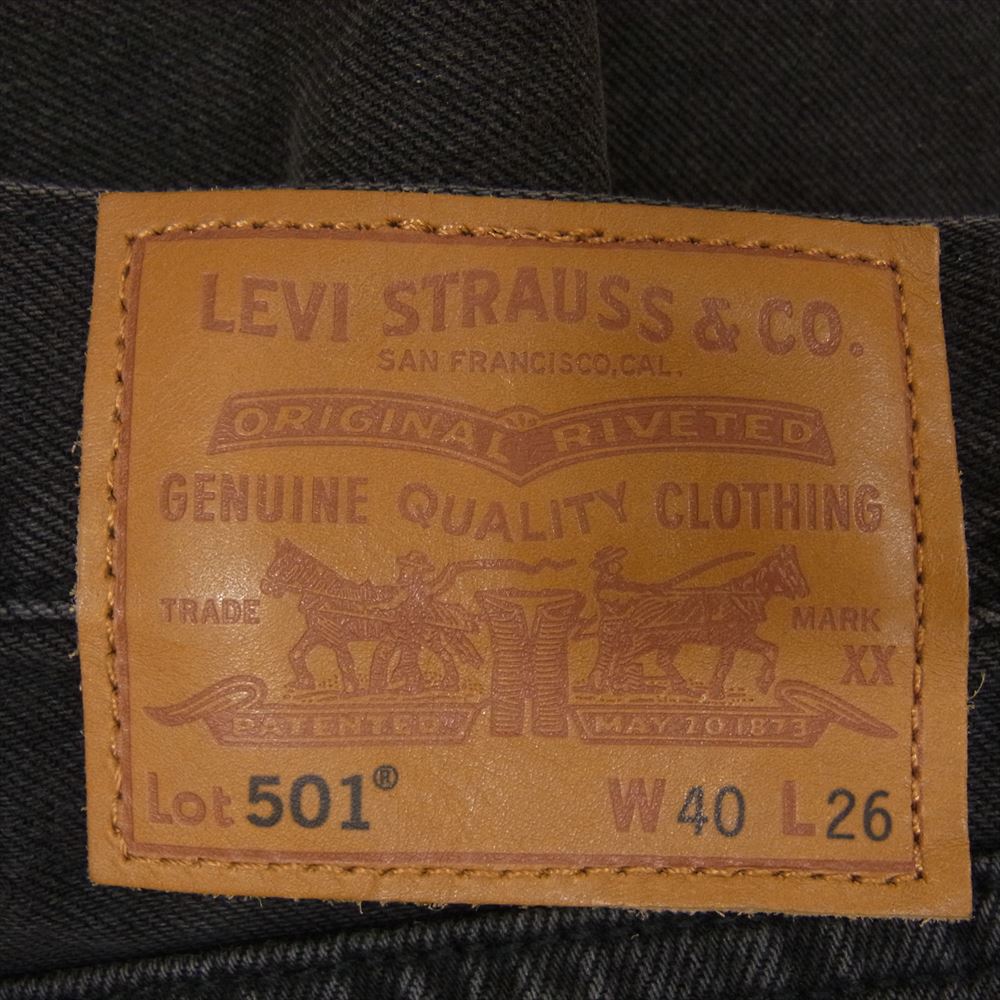 LEVI STRAUSS & CO.
SAN FRANCISCO, CAL.
ORIGINAL RIVETED
GENUINE QUALITY CLOTHING
TRADE MARK
XX
PATENTED MAY 20 1873
Lot 501® W 40 L 26